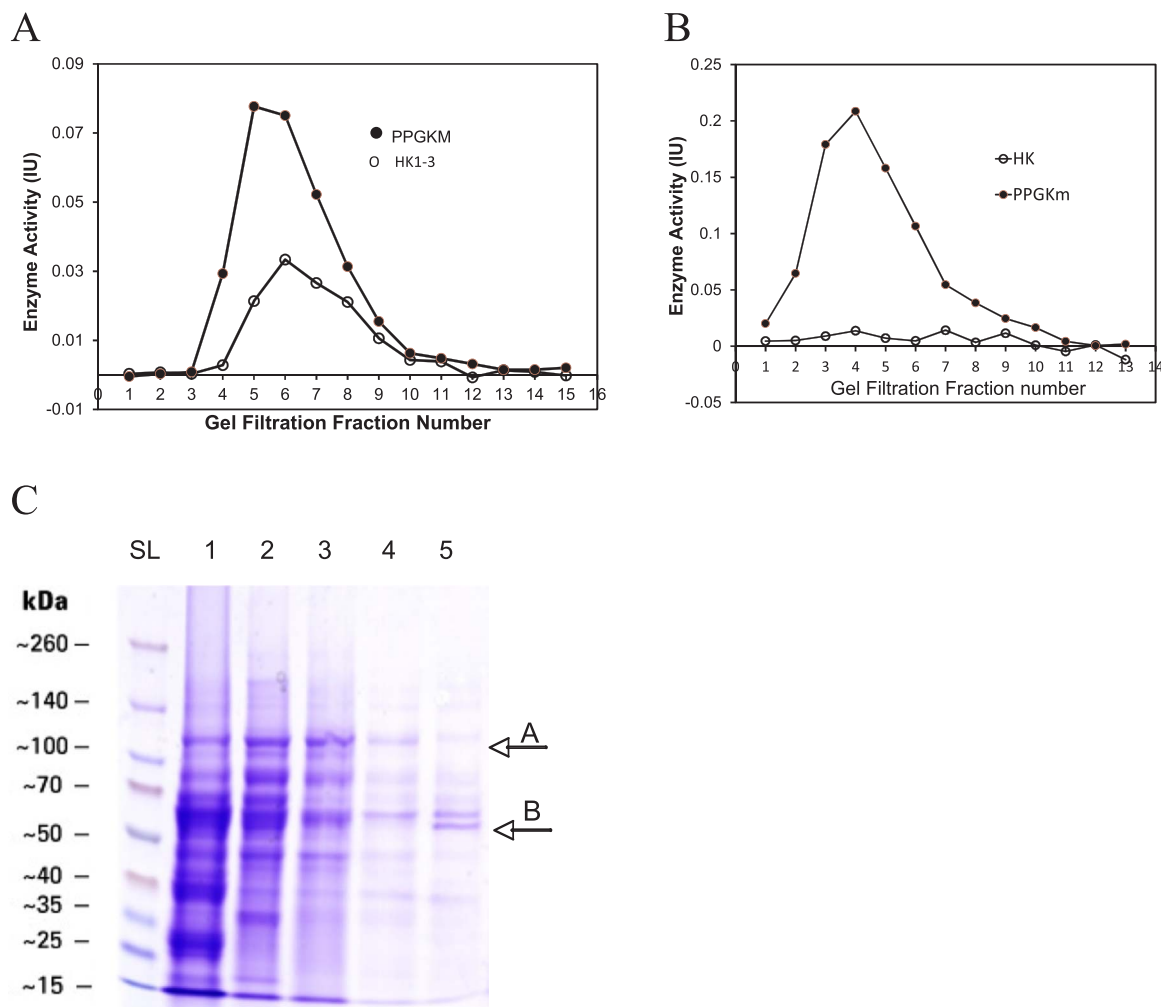 A
0.09
0.07
0.05
0.03
0.01
-0.01
Enzyme Activity (IU)
PPGKM
HK1-3
0 1 2 3 4 5 6 7 8 9 10 11 12 13 14 15 16
Gel Filtration Fraction Number
B
0.25
0.2
0.15
0.1
0.05
0
-0.05
Enzyme Activity (IU)
HK
PPGKm
0 1 2 3 4 5 6 7 8 9 10 11 12 13 14
Gel Filtration Fraction number
C
SL 1 2 3 4 5
kDa
~260 –
~140 –
~100 –
~70 –
~50 –
~40 –
~35 –
~25 –
~15 –
A
B